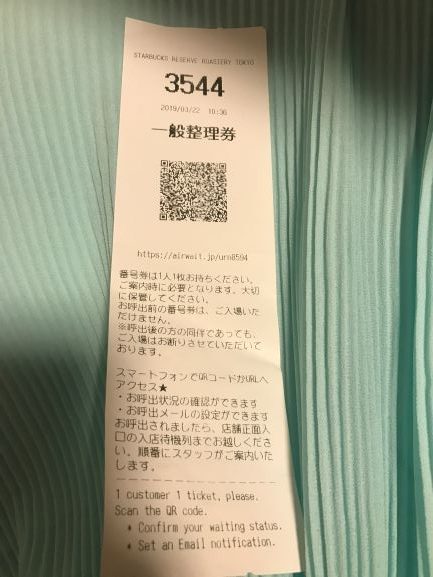 STARBUCKS RESERVE ROASTERY TOKYO
3544
2019/03/22 10:36
一般整理券
https://airwait.jp/urn8594
番号券は1人1枚お持ちください。
ご案内時に必要となります。大切
に保管してください。
お呼出前の番号券は、ご入場いた
だけません。
※呼出後の方の同伴であっても、
ご入場はお断りさせていただいて
おります。
スマートフォンでQRコードかURLへ
アクセス★
・お呼出状況の確認ができます
・お呼出メールの設定ができます
お呼出されましたら、店舗正面入
口の入店待機列までお越しくださ
い。順番にスタッフがご案内いた
します。
1 customer 1 ticket, please.
Scan the QR code.
* Confirm your waiting status.
* Set an Email notification.